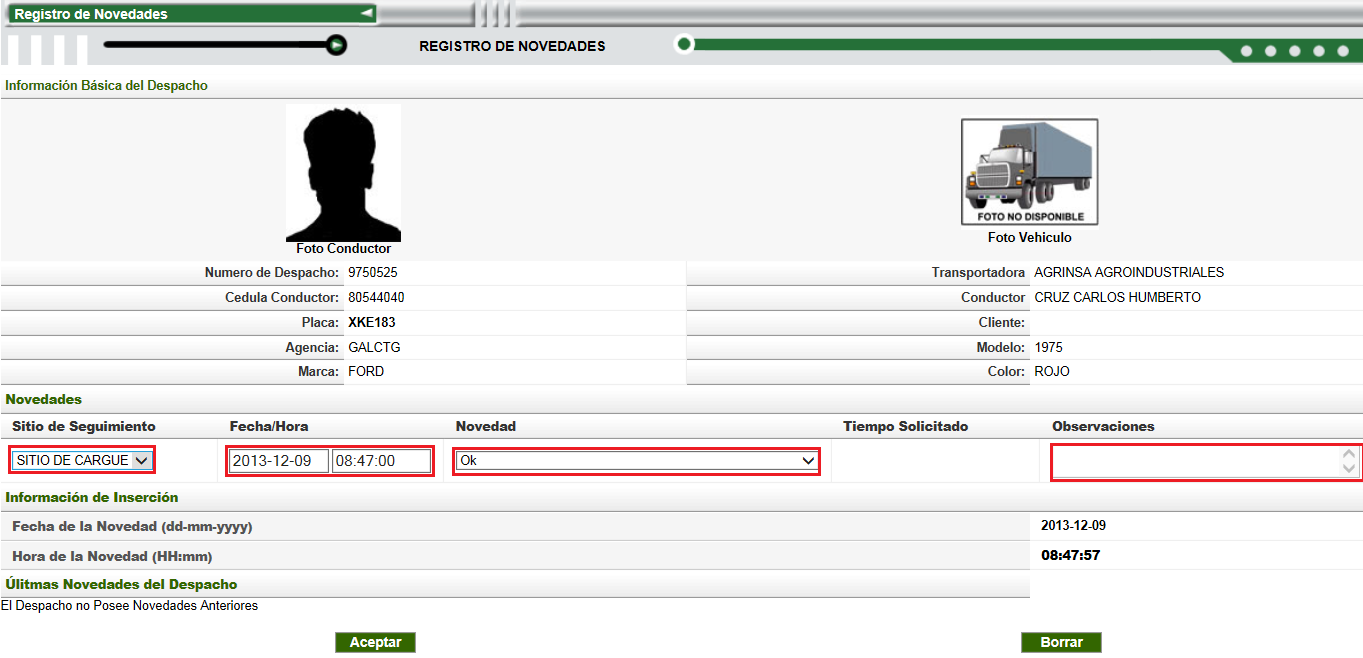 Registro de Novedades
REGISTRO DE NOVEDADES
Información Básica del Despacho
FOTO NO DISPONIBLE
Foto Conductor
Foto Vehiculo
Numero de Despacho: 9750525 Transportadora AGRINSA AGROINDUSTRIALES
Cedula Conductor: 80544040 Conductor CRUZ CARLOS HUMBERTO
Placa: XKE183 Cliente:
Agencia: GALCTG Modelo: 1975
Marca: FORD Color: ROJO
Novedades
Sitio de Seguimiento Fecha/Hora Novedad Tiempo Solicitado Observaciones
SITIO DE CARGUE 2013-12-09 08:47:00 Ok
Información de Inserción
Fecha de la Novedad (dd-mm-yyyy) 2013-12-09
Hora de la Novedad (HH:mm) 08:47:57
Úlitmas Novedades del Despacho
El Despacho no Posee Novedades Anteriores
Aceptar Borrar